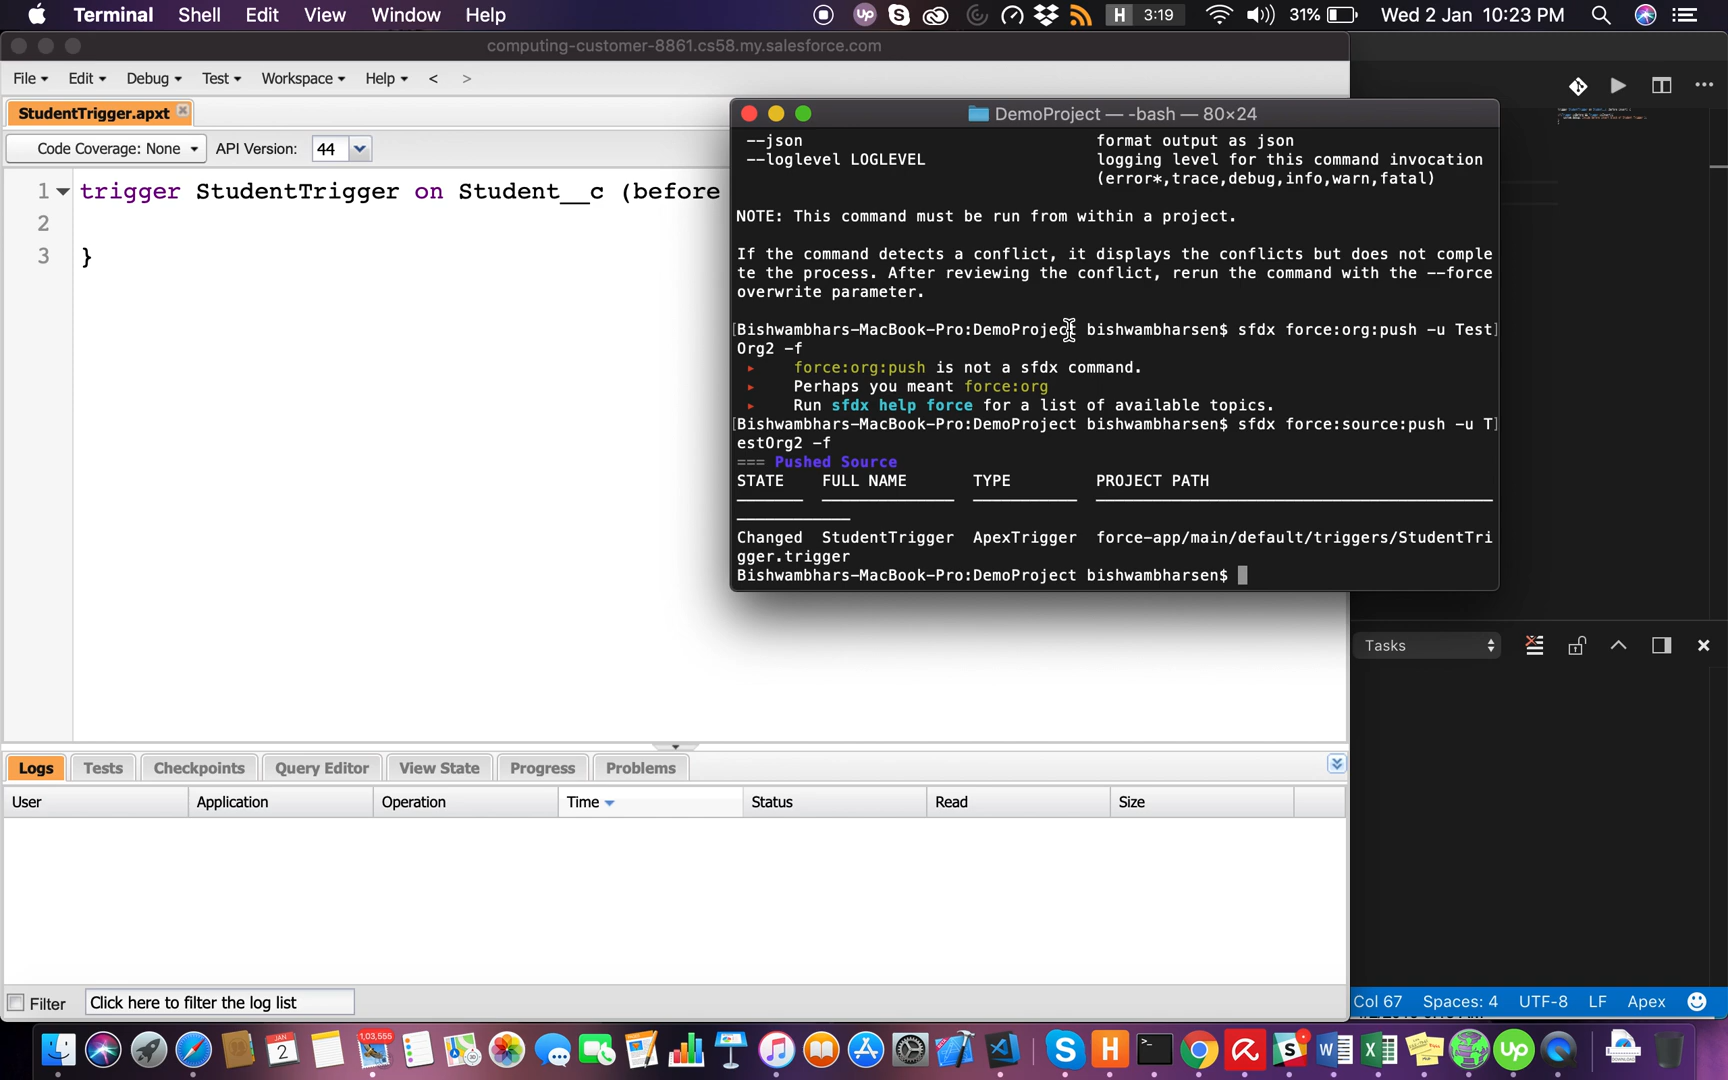 Terminal Shell Edit View Window Help
H 3:19 31% Wed 2 Jan 10:23 PM
computing-customer-8861.cs58.my.salesforce.com
File Edit Debug Test Workspace Help < >
StudentTrigger.apxt
Code Coverage: None API Version: 44
1 trigger StudentTrigger on Student__c (before
2
3 }
DemoProject — -bash — 80×24
--json format output as json
--loglevel LOGLEVEL logging level for this command invocation
(error*,trace,debug,info,warn,fatal)
NOTE: This command must be run from within a project.
If the command detects a conflict, it displays the conflicts but does not comple
te the process. After reviewing the conflict, rerun the command with the --force
overwrite parameter.
[Bishwambhars-MacBook-Pro:DemoProject bishwambharsen$ sfdx force:org:push -u Test]
Org2 -f
▸ force:org:push is not a sfdx command.
▸ Perhaps you meant force:org
▸ Run sfdx help force for a list of available topics.
[Bishwambhars-MacBook-Pro:DemoProject bishwambharsen$ sfdx force:source:push -u T]
estOrg2 -f
=== Pushed Source
STATE FULL NAME TYPE PROJECT PATH
Changed StudentTrigger ApexTrigger force-app/main/default/triggers/StudentTri
gger.trigger
Bishwambhars-MacBook-Pro:DemoProject bishwambharsen$
Tasks
Logs Tests Checkpoints Query Editor View State Progress Problems
User Application Operation Time Status Read Size
Filter Click here to filter the log list
Col 67 Spaces: 4 UTF-8 LF Apex
JAN
2
1,03,555
H
W
X
Up